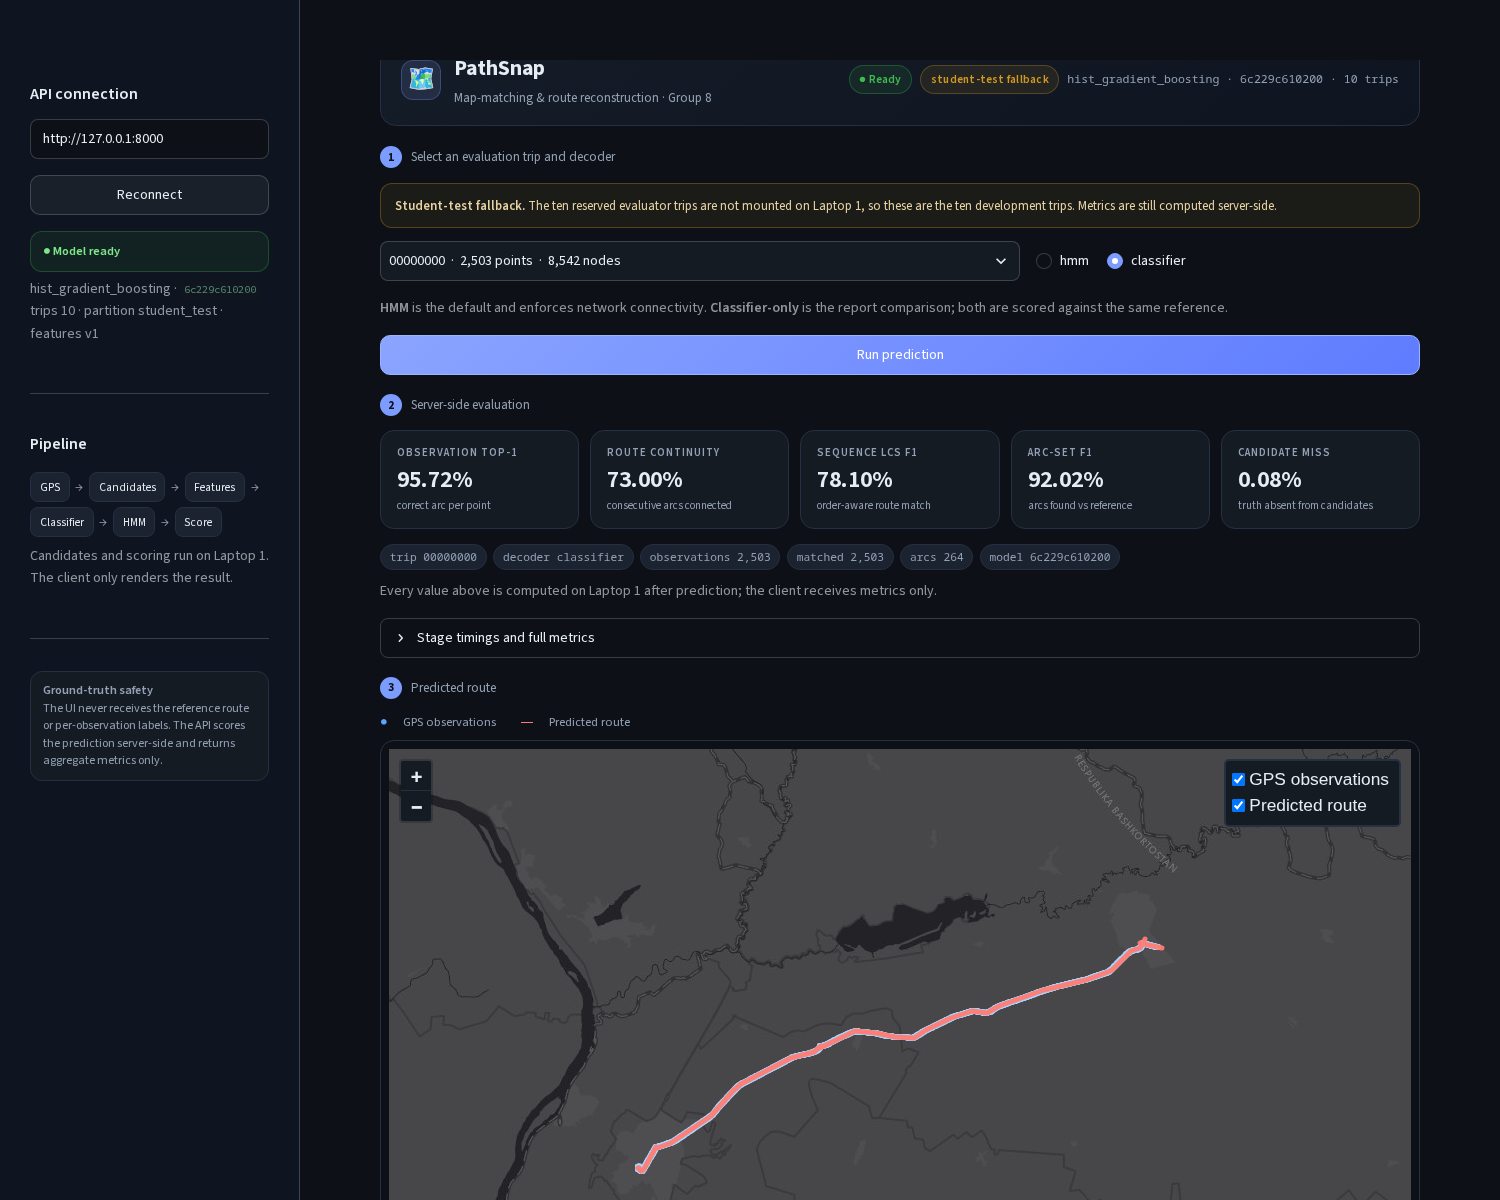 API connection
http://127.0.0.1:8000
Reconnect
● Model ready
hist_gradient_boosting · 6c229c610200
trips 10 · partition student_test ·
features v1
Pipeline
GPS → Candidates → Features →
Classifier → HMM → Score
Candidates and scoring run on Laptop 1.
The client only renders the result.
Ground-truth safety
The UI never receives the reference route
or per-observation labels. The API scores
the prediction server-side and returns
aggregate metrics only.
PathSnap
Map-matching & route reconstruction · Group 8
● Ready student-test fallback hist_gradient_boosting · 6c229c610200 · 10 trips
1 Select an evaluation trip and decoder
Student-test fallback. The ten reserved evaluator trips are not mounted on Laptop 1, so these are the ten development trips. Metrics are still computed server-side.
00000000 · 2,503 points · 8,542 nodes
hmm classifier
HMM is the default and enforces network connectivity. Classifier-only is the report comparison; both are scored against the same reference.
Run prediction
2 Server-side evaluation
OBSERVATION TOP-1
95.72%
correct arc per point
ROUTE CONTINUITY
73.00%
consecutive arcs connected
SEQUENCE LCS F1
78.10%
order-aware route match
ARC-SET F1
92.02%
arcs found vs reference
CANDIDATE MISS
0.08%
truth absent from candidates
trip 00000000 decoder classifier observations 2,503 matched 2,503 arcs 264 model 6c229c610200
Every value above is computed on Laptop 1 after prediction; the client receives metrics only.
Stage timings and full metrics
3 Predicted route
● GPS observations — Predicted route
+
−
GPS observations
Predicted route
RESPUBLIKA BASHKORTOSTAN